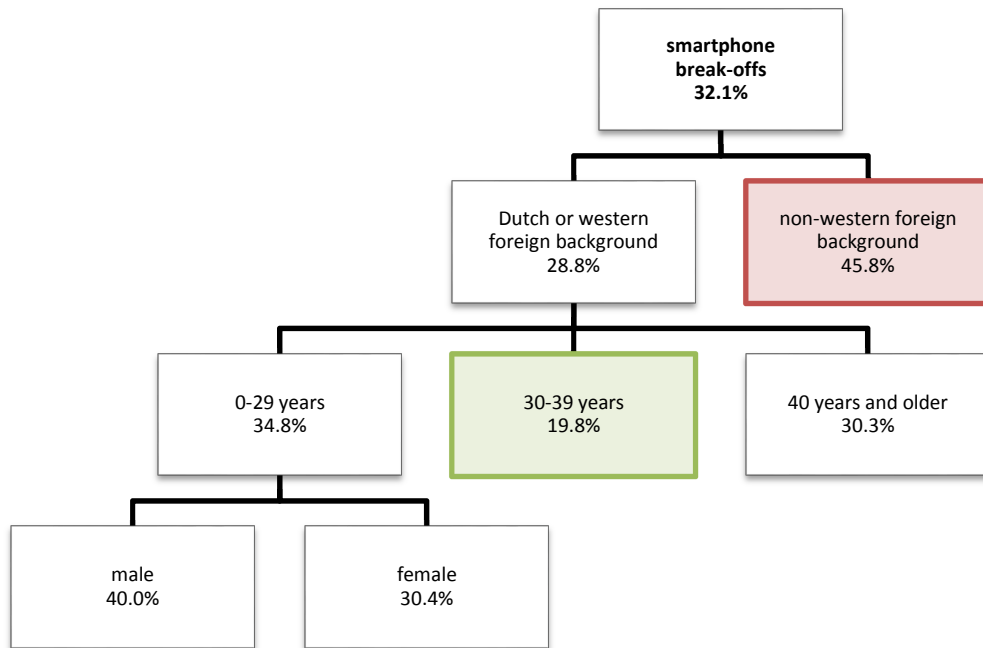 smartphone
break-offs
32.1%
Dutch or western
foreign background
28.8%
non-western foreign
background
45.8%
0-29 years
34.8%
30-39 years
19.8%
40 years and older
30.3%
male
40.0%
female
30.4%